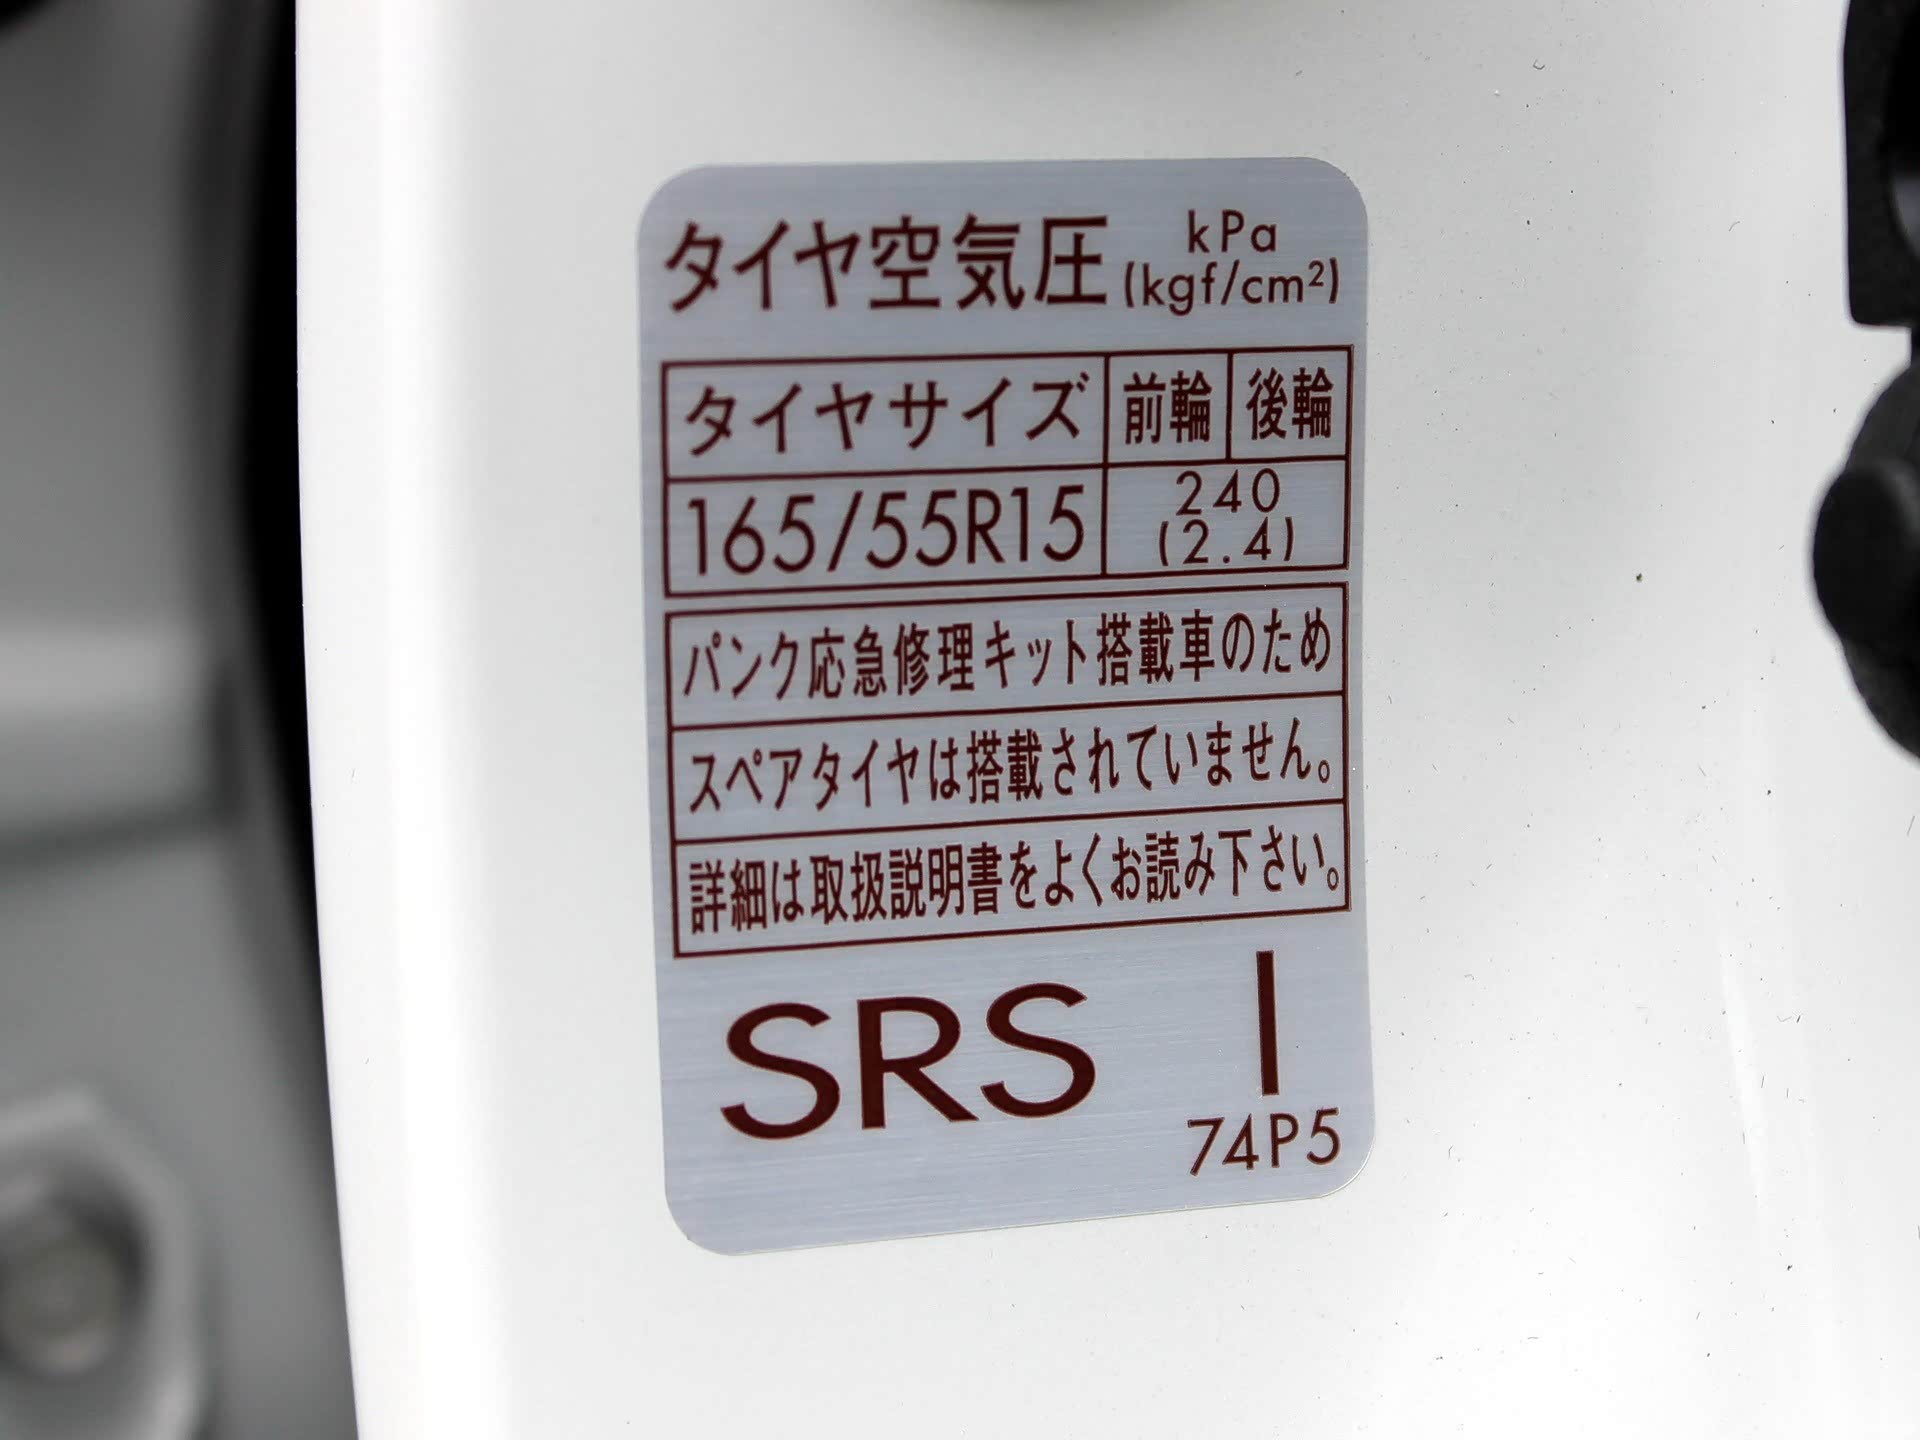 タイヤ空気圧 kPa
(kgf/cm²)
タイヤサイズ 前輪 後輪
165/55R15 240
(2.4)
パンク応急修理キット搭載車のため
スペアタイヤは搭載されていません。
詳細は取扱説明書をよくお読み下さい。
SRS I
74P5